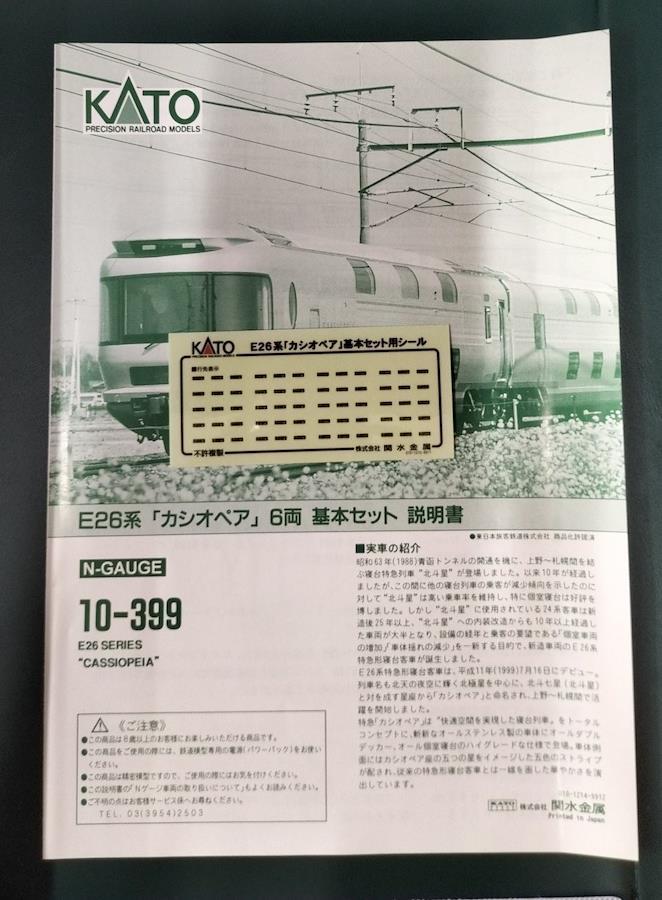 KATO
PRECISION RAILROAD MODELS
KATO
PRECISION RAILROAD MODELS
E26系「カシオペア」基本セット用シール
■行先表示
不許複製
株式会社 関水金属
E26系「カシオペア」6両 基本セット 説明書
●東日本旅客鉄道株式会社 商品化許諾済
N-GAUGE
10-399
E26 SERIES
"CASSIOPEIA"
⚠《ご注意》
●この商品は8歳以上のお客様にお楽しみいただける商品です。
●この商品をご使用の際には、鉄道模型専用の電源(パワーパック)をお使い
ください。
●この商品は精密模型ですので、ご使用の際にはお気を付けください。
●この説明書の「Nゲージ車両の取り扱いについて」もよくお読みください。
●ご不明の点はお客様サービス係へお尋ねください。
TEL. 03(3954)2503
■実車の紹介
昭和63年(1988)青函トンネルの開通を機に、上野～札幌間を結
ぶ寝台特急列車"北斗星"が登場しました。以来10年が経過し
ましたが、この間に他の寝台列車の乗客が減少傾向を示したのに
対して"北斗星"は高い乗車率を維持し、特に個室寝台は好評を
博しました。しかし"北斗星"に使用されている24系客車は新
造後25年以上、"北斗星"への内装改造からも10年以上経過し
た車両が大半となり、設備の経年と乗客の要望である「個室車両
の増加」「車体揺れの減少」を一新する目的で、新造車両のE26系
特急形寝台客車が誕生しました。
E26系特急形寝台客車は、平成11年(1999)7月16日にデビュー。
列車名も北天の夜空に輝く北極星を中心に、北斗七星(北斗星)
と対を成す星座から「カシオペア」と命名され、上野～札幌間で活
躍を開始しました。
特急「カシオペア」は"快適空間を実現した寝台列車"をトータル
コンセプトに、斬新なオールステンレス製の車体にオールダブル
デッカー、オール個室寝台のハイグレードな仕様で登場。車体側
面にはカシオペア座の五つの星をイメージした五色のストライプ
が配され、従来の特急形寝台客車とは一線を画した華やかさを演
出しています。
KATO 株式会社 関水金属
Printed in Japan